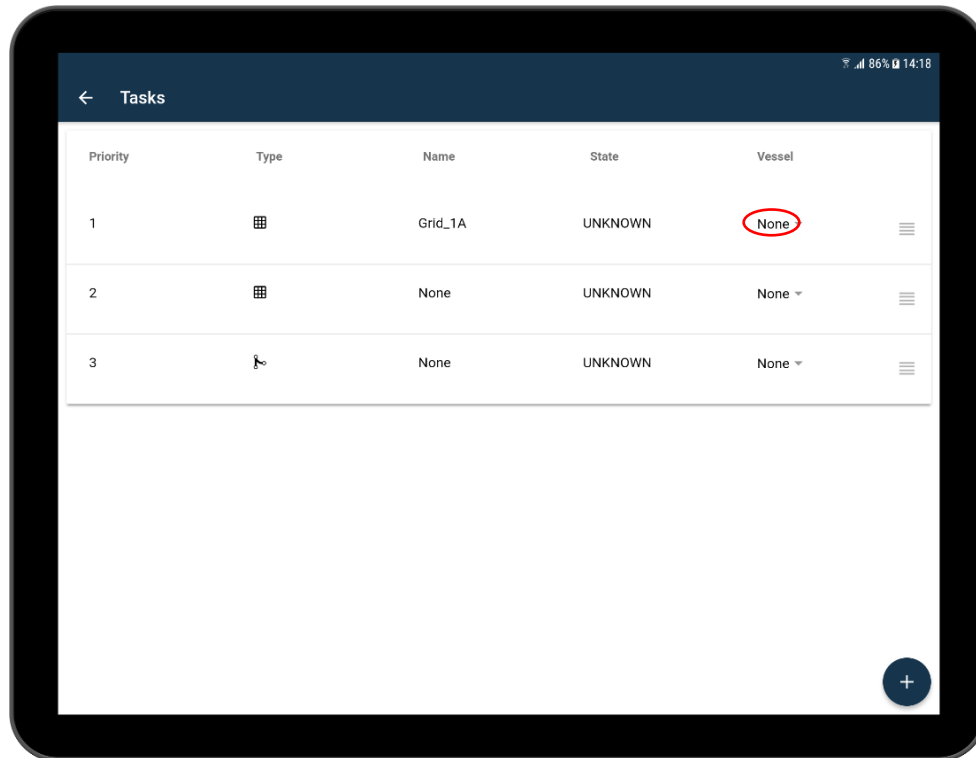 86% 14:18
Tasks
Priority Type Name State Vessel
1 Grid_1A UNKNOWN None
2 None UNKNOWN None
3 None UNKNOWN None
+